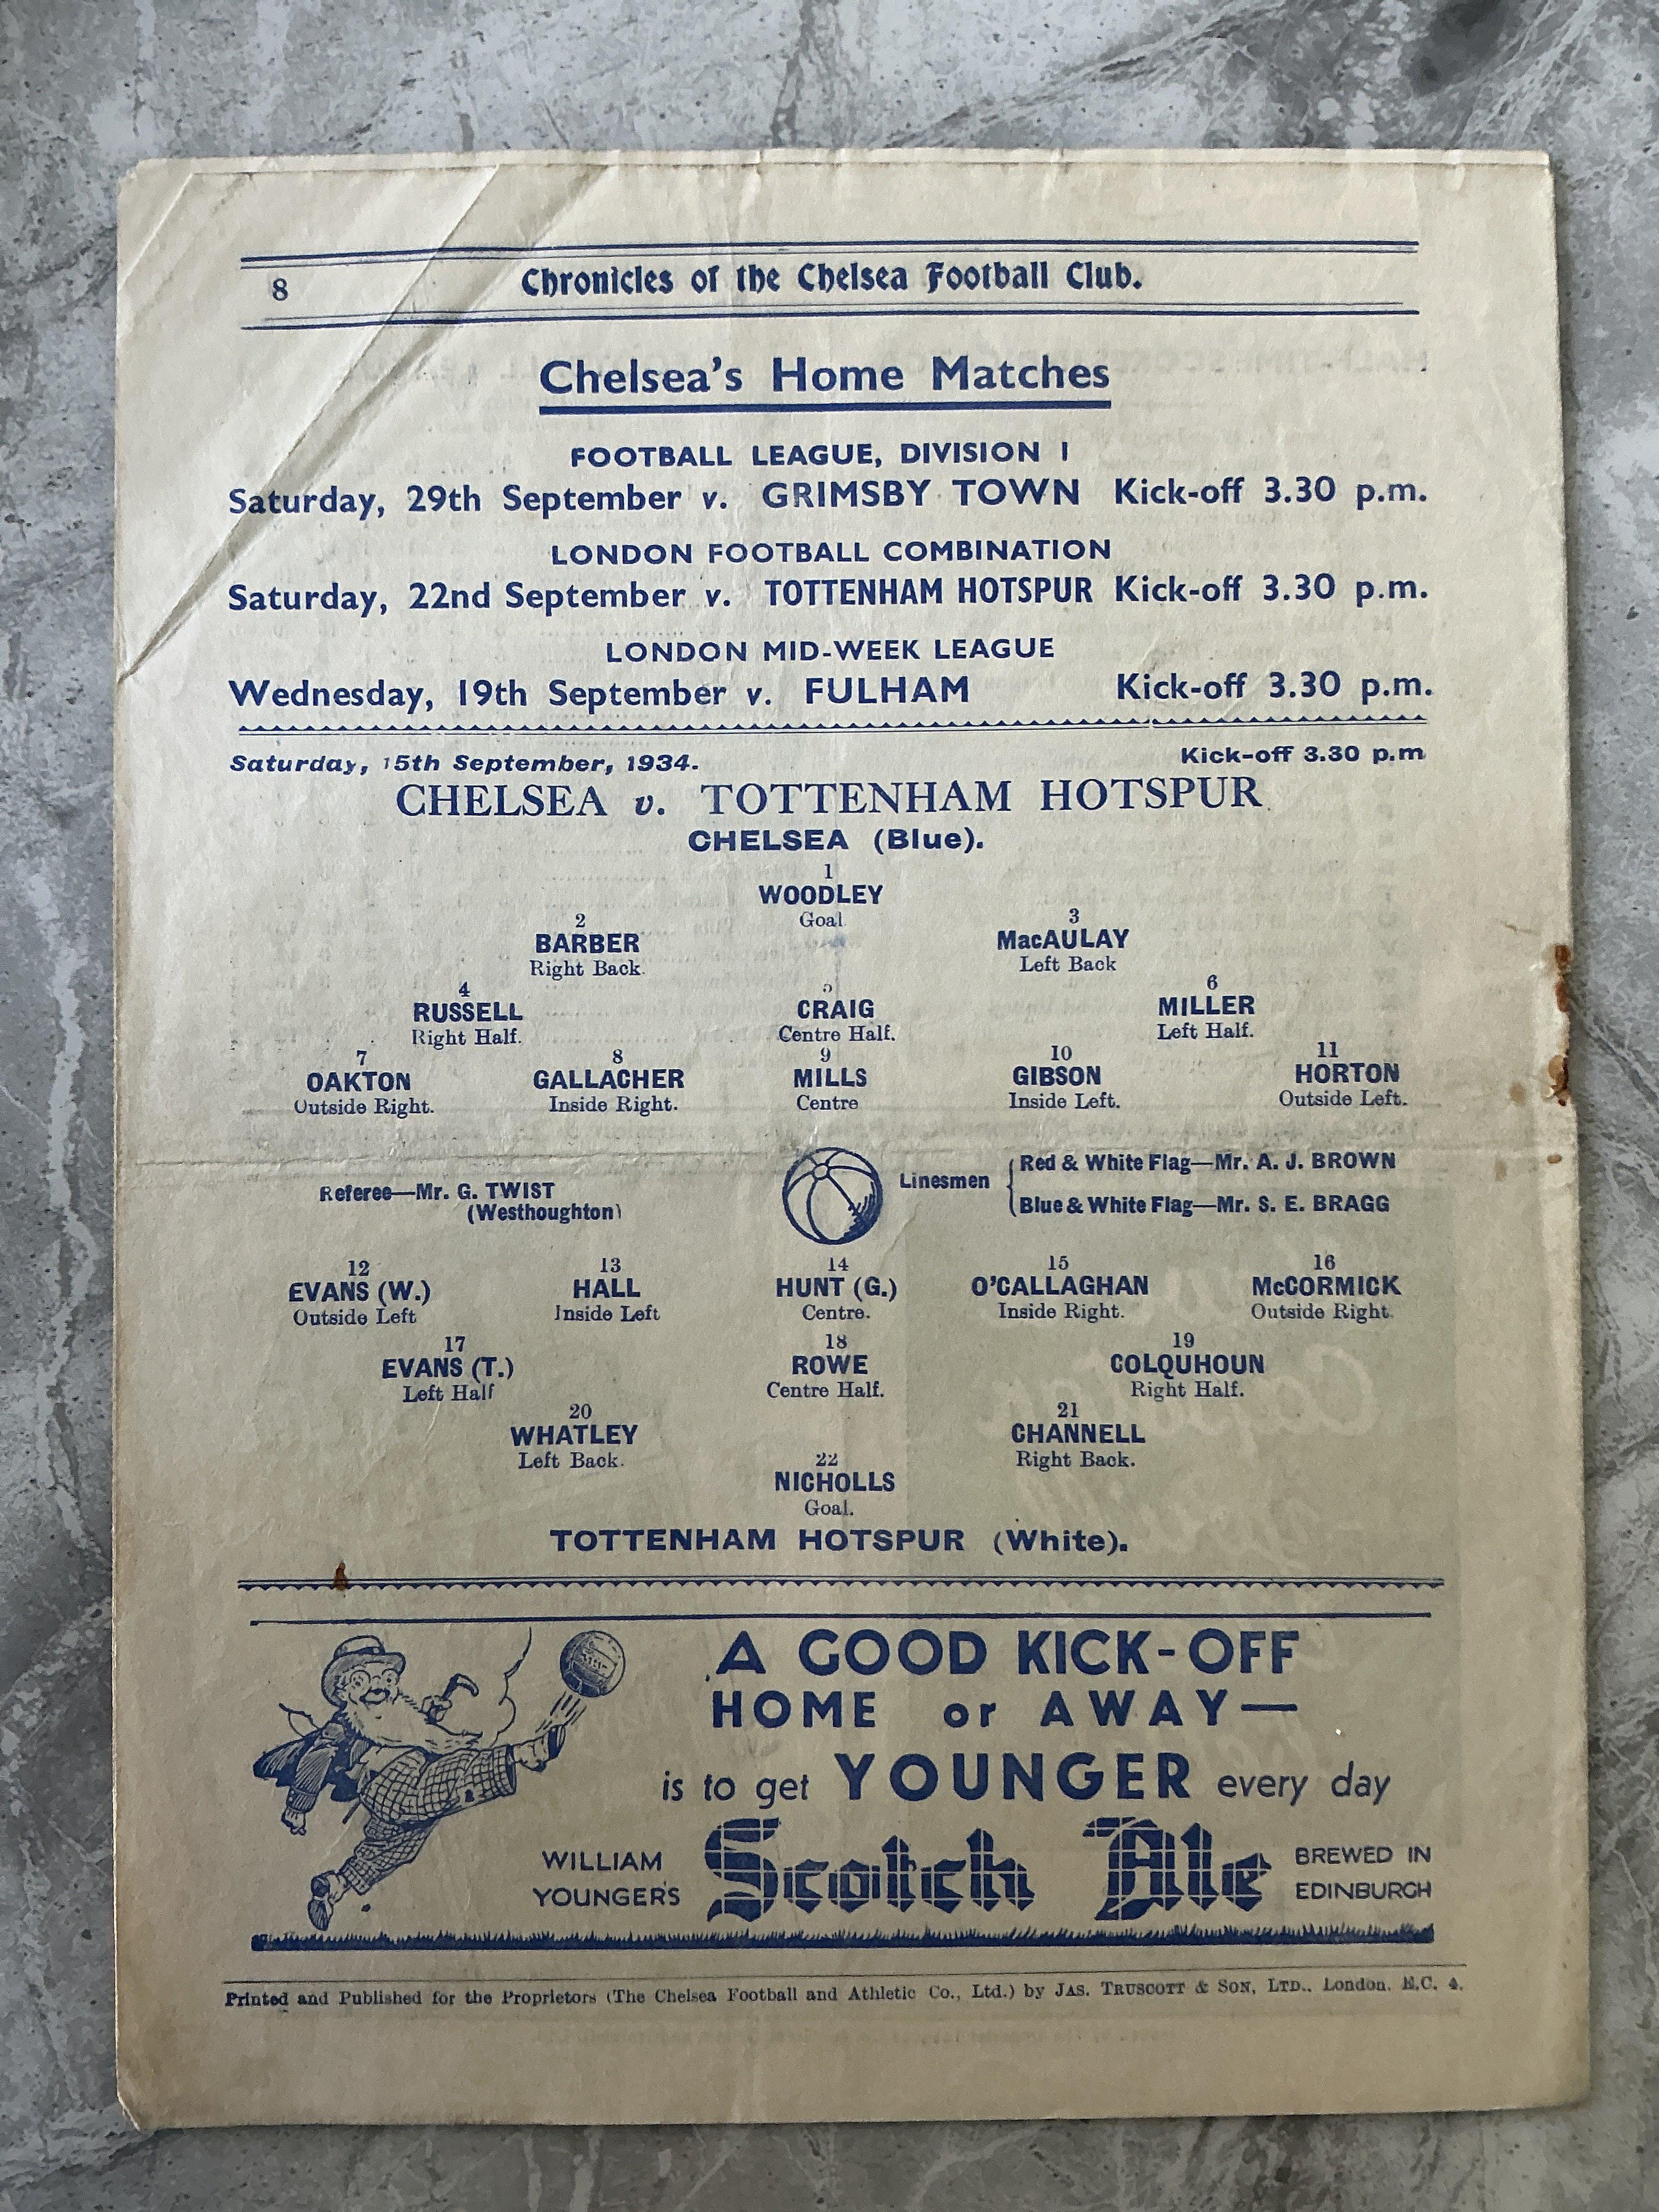 8
Chronicles of the Chelsea Football Club.
Chelsea's Home Matches
FOOTBALL LEAGUE, DIVISION I
Saturday, 29th September v. GRIMSBY TOWN Kick-off 3.30 p.m.
LONDON FOOTBALL COMBINATION
Saturday, 22nd September v. TOTTENHAM HOTSPUR Kick-off 3.30 p.m.
LONDON MID-WEEK LEAGUE
Wednesday, 19th September v. FULHAM Kick-off 3.30 p.m.
Saturday, 15th September, 1934. Kick-off 3.30 p.m
CHELSEA v. TOTTENHAM HOTSPUR
CHELSEA (Blue).
1
WOODLEY
Goal
2 3
BARBER MacAULAY
Right Back. Left Back
4 5 6
RUSSELL CRAIG MILLER
Right Half. Centre Half. Left Half.
7 8 9 10 11
OAKTON GALLACHER MILLS GIBSON HORTON
Outside Right. Inside Right. Centre Inside Left. Outside Left.
Referee—Mr. G. TWIST
(Westhoughton)
Linesmen
Red & White Flag—Mr. A. J. BROWN
Blue & White Flag—Mr. S. E. BRAGG
12 13 14 15 16
EVANS (W.) HALL HUNT (G.) O'CALLAGHAN McCORMICK
Outside Left Inside Left Centre. Inside Right. Outside Right.
17 18 19
EVANS (T.) ROWE COLQUHOUN
Left Half Centre Half. Right Half.
20 21
WHATLEY CHANNELL
Left Back. Right Back.
22
NICHOLLS
Goal.
TOTTENHAM HOTSPUR (White).
A GOOD KICK-OFF
HOME or AWAY—
is to get YOUNGER every day
WILLIAM
YOUNGER'S
Scotch Ale
BREWED IN
EDINBURGH
Printed and Published for the Proprietors (The Chelsea Football and Athletic Co., Ltd.) by JAS. TRUSCOTT & SON, LTD., London, E.C. 4.